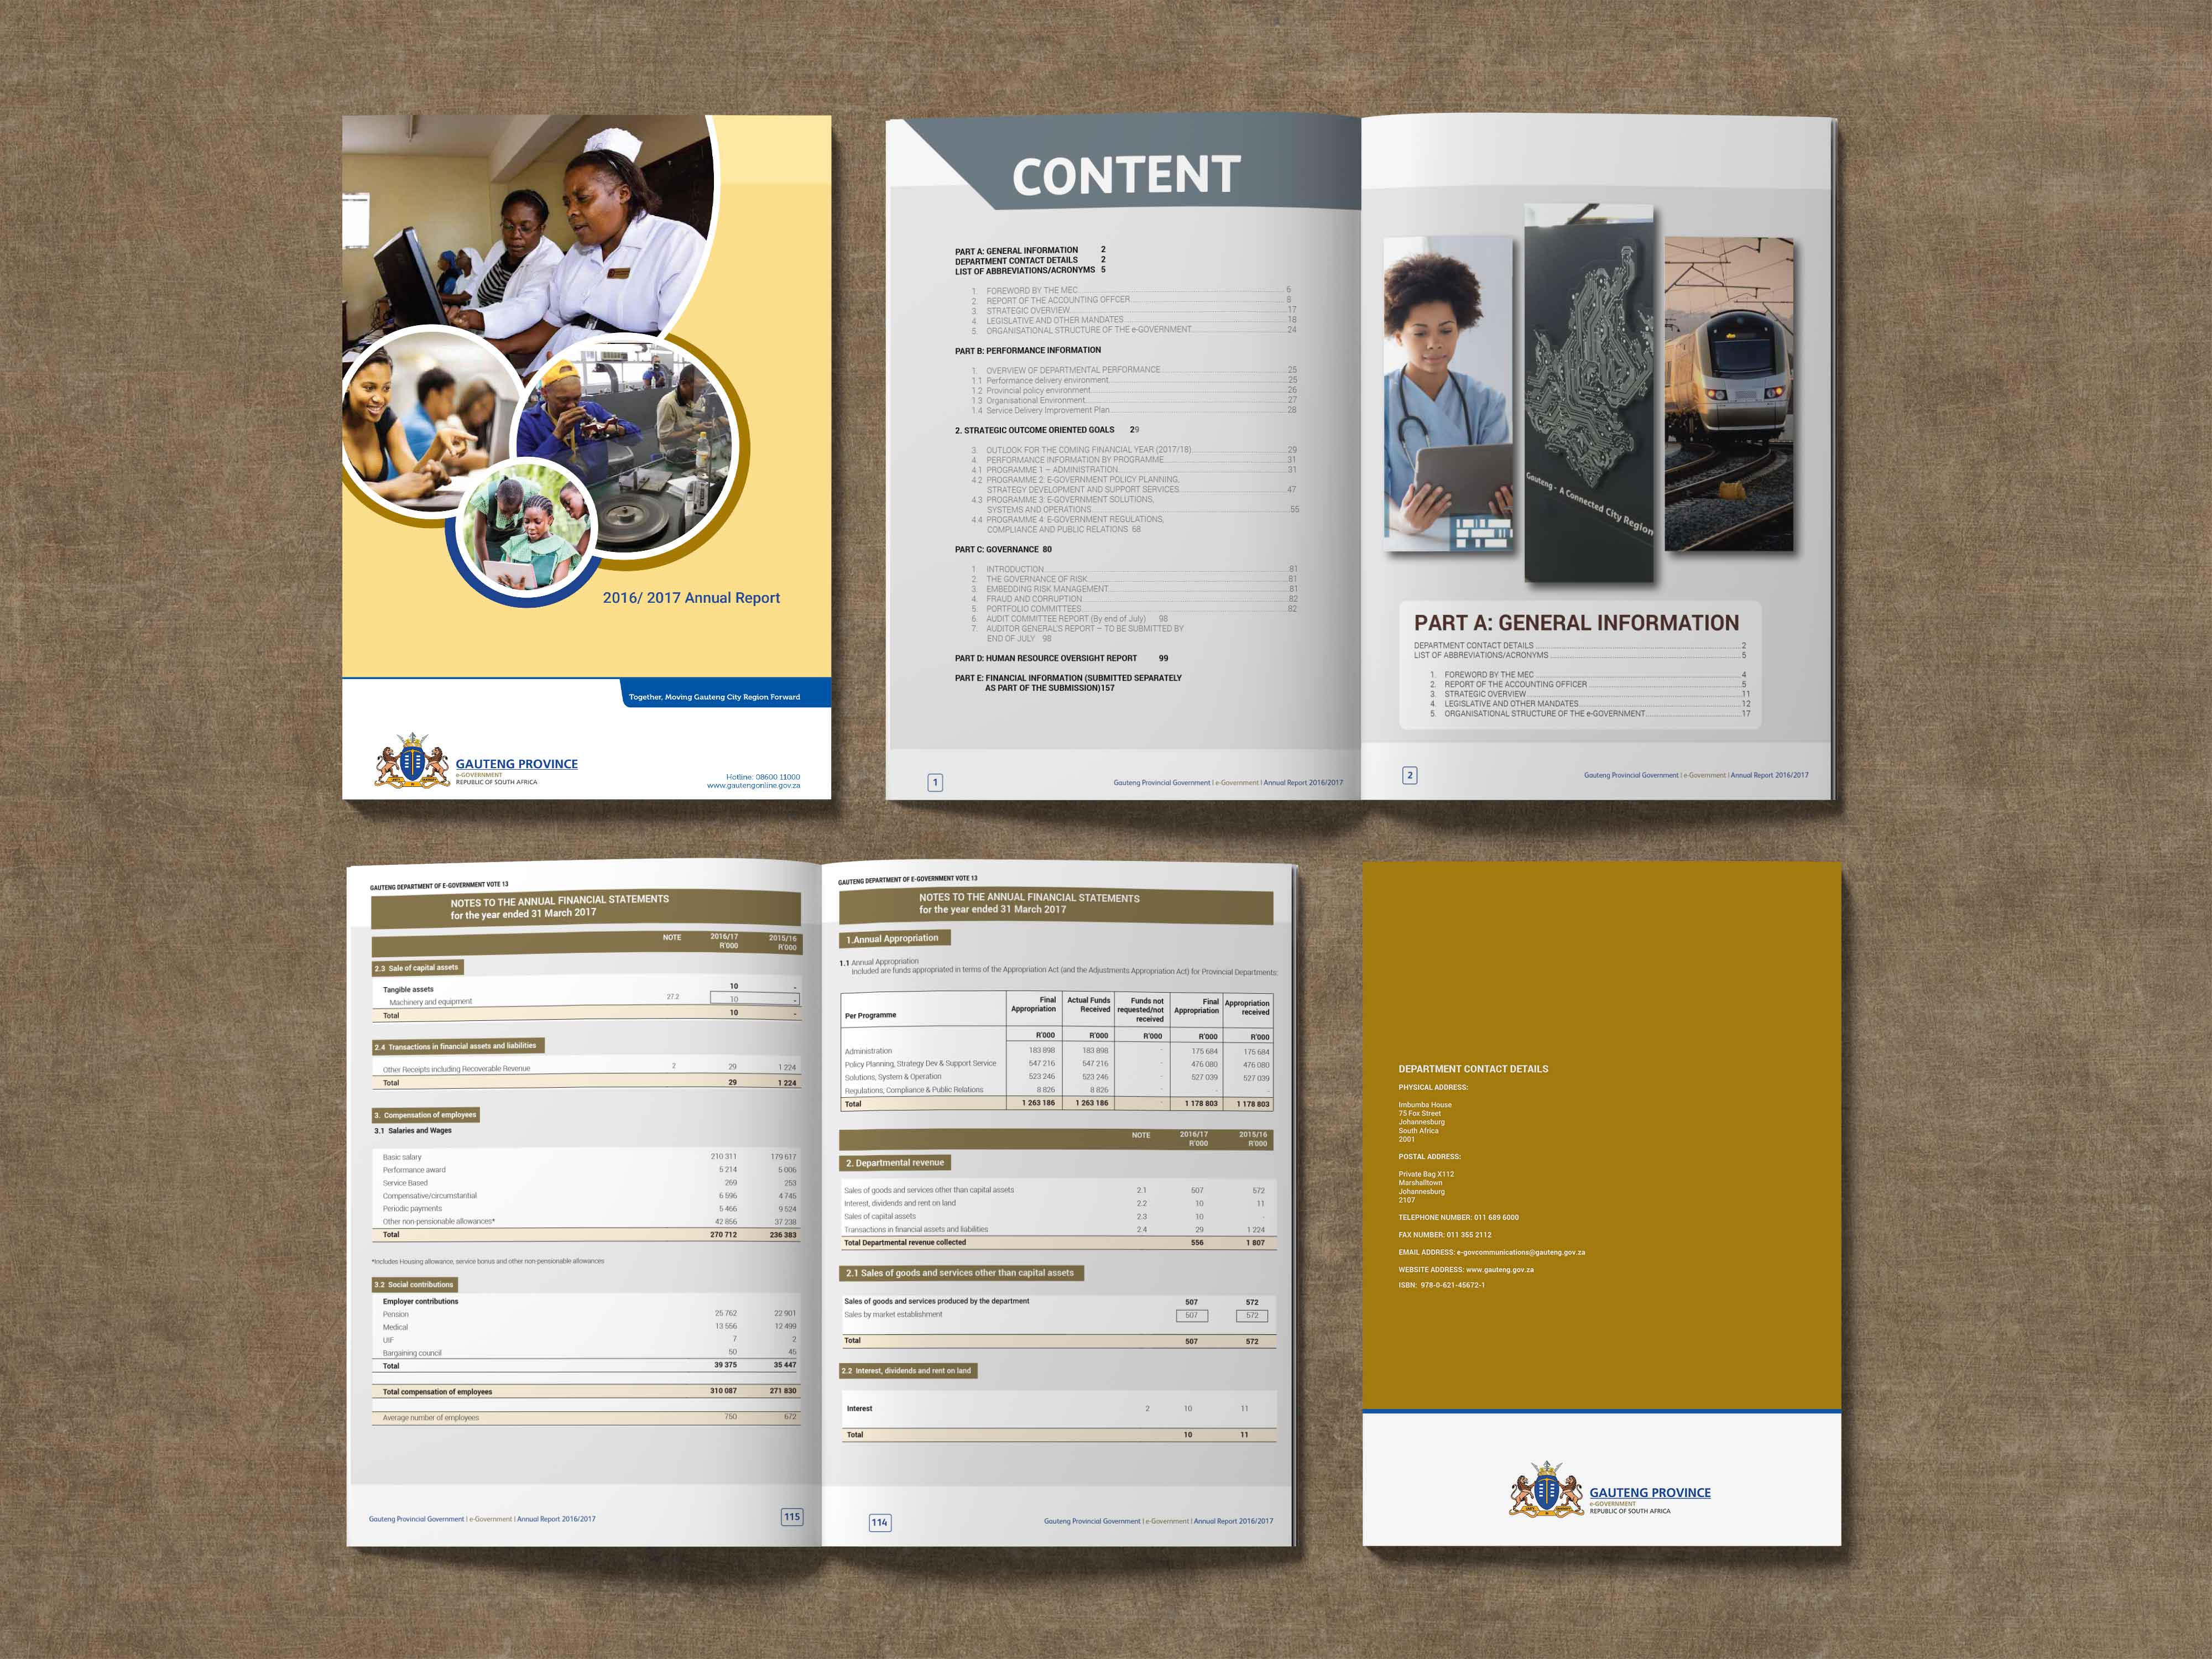 2016/ 2017 Annual Report
Together, Moving Gauteng City Region Forward
GAUTENG PROVINCE
e-GOVERNMENT
REPUBLIC OF SOUTH AFRICA
Hotline: 08600 11000
www.gautengonline.gov.za
CONTENT
PART A: GENERAL INFORMATION 2
DEPARTMENT CONTACT DETAILS 2
LIST OF ABBREVIATIONS/ACRONYMS 5
1. FOREWORD BY THE MEC 6
2. REPORT OF THE ACCOUNTING OFFCER 8
3. STRATEGIC OVERVIEW 17
4. LEGISLATIVE AND OTHER MANDATES 18
5. ORGANISATIONAL STRUCTURE OF THE e-GOVERNMENT 24
PART B: PERFORMANCE INFORMATION
1. OVERVIEW OF DEPARTMENTAL PERFORMANCE 25
1.1 Performance delivery environment 25
1.2 Provincial policy environment 26
1.3 Organisational Environment 27
1.4 Service Delivery Improvement Plan 28
2. STRATEGIC OUTCOME ORIENTED GOALS 29
3. OUTLOOK FOR THE COMING FINANCIAL YEAR (2017/18) 29
4. PERFORMANCE INFORMATION BY PROGRAMME 31
4.1 PROGRAMME 1 – ADMINISTRATION 31
4.2 PROGRAMME 2: E-GOVERNMENT POLICY PLANNING,
STRATEGY DEVELOPMENT AND SUPPORT SERVICES 47
4.3 PROGRAMME 3: E-GOVERNMENT SOLUTIONS,
SYSTEMS AND OPERATIONS 55
4.4 PROGRAMME 4: E-GOVERNMENT REGULATIONS,
COMPLIANCE AND PUBLIC RELATIONS 68
PART C: GOVERNANCE 80
1. INTRODUCTION 81
2. THE GOVERNANCE OF RISK 81
3. EMBEDDING RISK MANAGEMENT 81
4. FRAUD AND CORRUPTION 82
5. PORTFOLIO COMMITTEES 82
6. AUDIT COMMITTEE REPORT (By end of July) 98
7. AUDITOR GENERAL'S REPORT – TO BE SUBMITTED BY
END OF JULY 98
PART D: HUMAN RESOURCE OVERSIGHT REPORT 99
PART E: FINANCIAL INFORMATION (SUBMITTED SEPARATELY
AS PART OF THE SUBMISSION)157
1
Gauteng Provincial Government | e-Government | Annual Report 2016/2017
Gauteng - A Connected City Region
PART A: GENERAL INFORMATION
DEPARTMENT CONTACT DETAILS 2
LIST OF ABBREVIATIONS/ACRONYMS 5
1. FOREWORD BY THE MEC 4
2. REPORT OF THE ACCOUNTING OFFICER 5
3. STRATEGIC OVERVIEW 11
4. LEGISLATIVE AND OTHER MANDATES 12
5. ORGANISATIONAL STRUCTURE OF THE e-GOVERNMENT 17
2
Gauteng Provincial Government | e-Government | Annual Report 2016/2017
GAUTENG DEPARTMENT OF E-GOVERNMENT VOTE 13
NOTES TO THE ANNUAL FINANCIAL STATEMENTS
for the year ended 31 March 2017
NOTE 2016/17 2015/16
R'000 R'000
2.3 Sale of capital assets
Tangible assets 10 -
Machinery and equipment 27.2 10 -
Total 10 -
2.4 Transactions in financial assets and liabilities
Other Receipts including Recoverable Revenue 2 29 1 224
Total 29 1 224
3. Compensation of employees
3.1 Salaries and Wages
Basic salary 210 311 179 617
Performance award 5 214 5 006
Service Based 269 253
Compensative/circumstantial 6 596 4 745
Periodic payments 5 466 9 524
Other non-pensionable allowances* 42 856 37 238
Total 270 712 236 383
*Includes Housing allowance, service bonus and other non-pensionable allowances
3.2 Social contributions
Employer contributions
Pension 25 762 22 901
Medical 13 556 12 499
UIF 7 2
Bargaining council 50 45
Total 39 375 35 447
Total compensation of employees 310 087 271 830
Average number of employees 750 672
Gauteng Provincial Government | e-Government | Annual Report 2016/2017
115
GAUTENG DEPARTMENT OF E-GOVERNMENT VOTE 13
NOTES TO THE ANNUAL FINANCIAL STATEMENTS
for the year ended 31 March 2017
1.Annual Appropriation
1.1 Annual Appropriation
Included are funds appropriated in terms of the Appropriation Act (and the Adjustments Appropriation Act) for Provincial Departments:
Final Actual Funds Funds not Final Appropriation
Per Programme Appropriation Received requested/not Appropriation received
received
R'000 R'000 R'000 R'000 R'000
Administration 183 898 183 898 - 175 684 175 684
Policy Planning, Strategy Dev & Support Service 547 216 547 216 - 476 080 476 080
Solutions, System & Operation 523 246 523 246 - 527 039 527 039
Regulations, Compliance & Public Relations 8 826 8 826 - - -
Total 1 263 186 1 263 186 - 1 178 803 1 178 803
NOTE 2016/17 2015/16
R'000 R'000
2. Departmental revenue
Sales of goods and services other than capital assets 2.1 507 572
Interest, dividends and rent on land 2.2 10 11
Sales of capital assets 2.3 10 -
Transactions in financial assets and liabilities 2.4 29 1 224
Total Departmental revenue collected 556 1 807
2.1 Sales of goods and services other than capital assets
Sales of goods and services produced by the department 507 572
Sales by market establishment 507 572
Total 507 572
2.2 Interest, dividends and rent on land
Interest 2 10 11
Total 10 11
114
Gauteng Provincial Government | e-Government | Annual Report 2016/2017
DEPARTMENT CONTACT DETAILS
PHYSICAL ADDRESS:
Imbumba House
75 Fox Street
Johannesburg
South Africa
2001
POSTAL ADDRESS:
Private Bag X112
Marshalltown
Johannesburg
2107
TELEPHONE NUMBER: 011 689 6000
FAX NUMBER: 011 355 2112
EMAIL ADDRESS: e-govcommunications@gauteng.gov.za
WEBSITE ADDRESS: www.gauteng.gov.za
ISBN: 978-0-621-45672-1
GAUTENG PROVINCE
e-GOVERNMENT
REPUBLIC OF SOUTH AFRICA